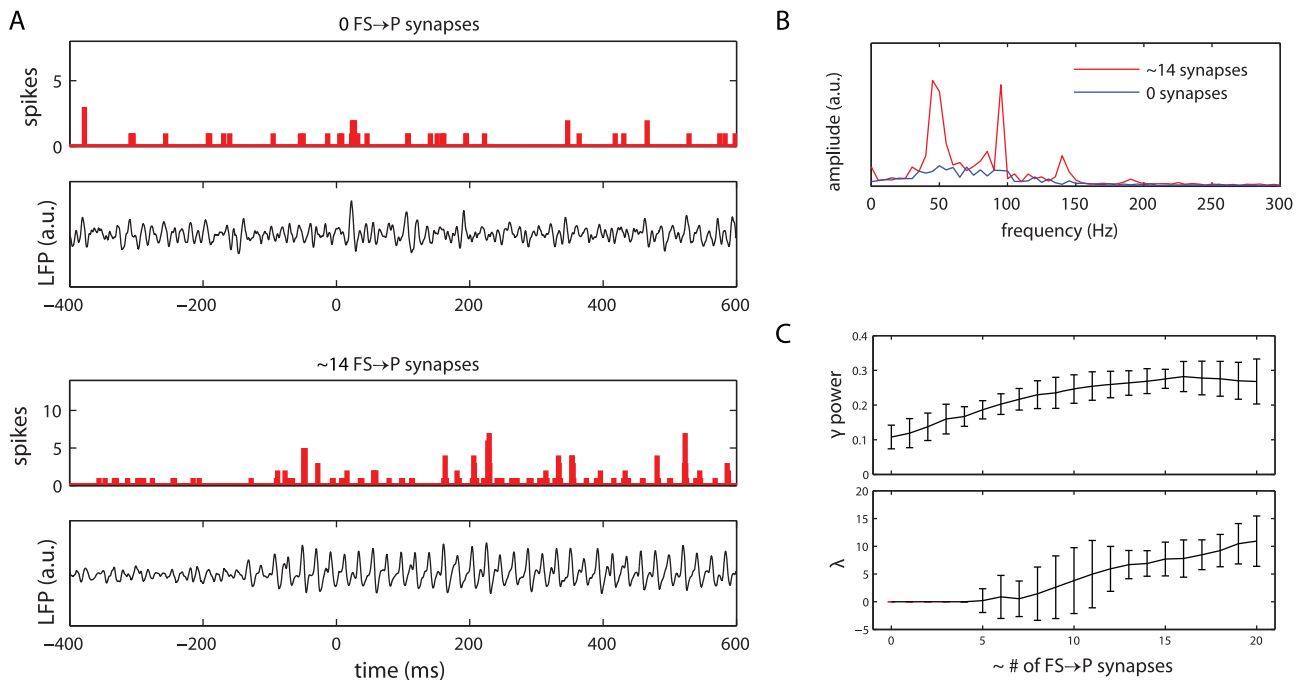 A
0 FS→P synapses
spikes
5
0
LFP (a.u.)
−400 −200 0 200 400 600
~14 FS→P synapses
spikes
10
5
0
LFP (a.u.)
−400 −200 0 200 400 600
time (ms)
B
ampliude (a.u.)
~14 synapses
0 synapses
0 50 100 150 200 250 300
frequency (Hz)
C
γ power
0.4
0.3
0.2
0.1
0
λ
20
15
10
5
0
−5
0 5 10 15 20
~ # of FS→P synapses